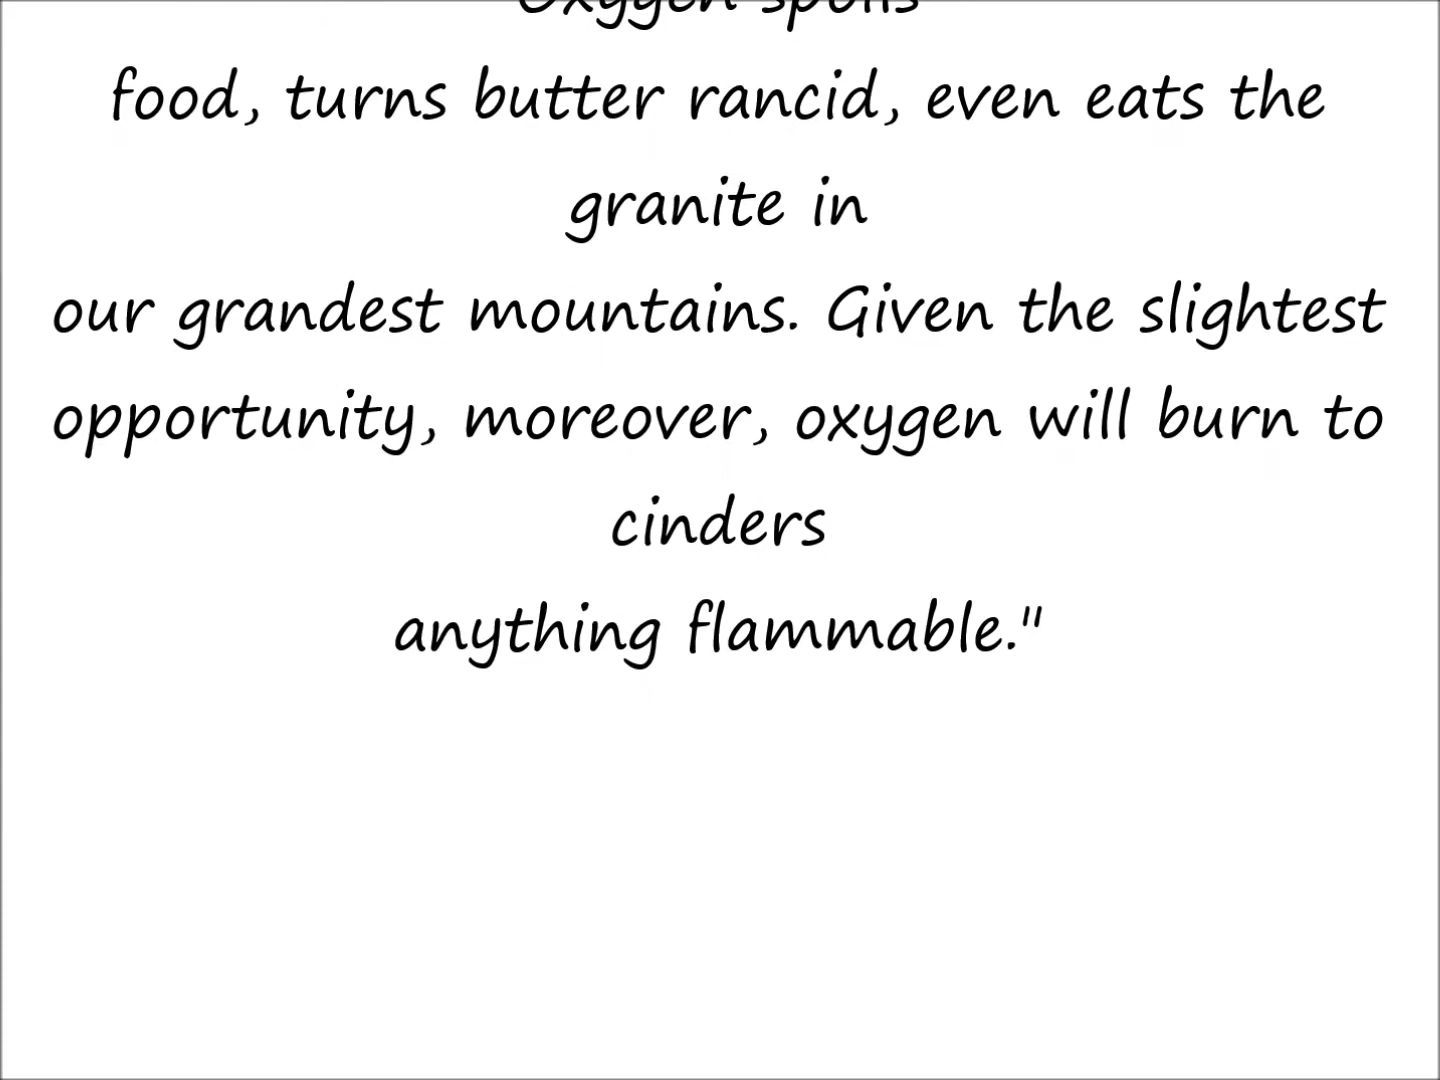 Oxygen spoils
food, turns butter rancid, even eats the
granite in
our grandest mountains. Given the slightest
opportunity, moreover, oxygen will burn to
cinders
anything flammable."